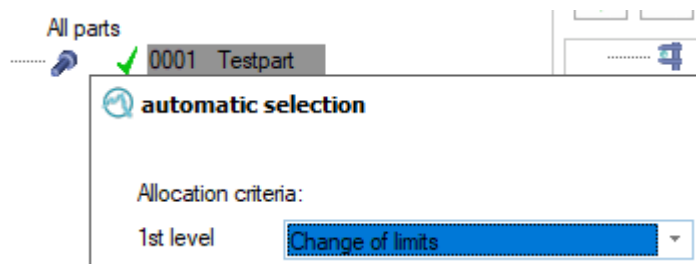 All parts
0001 Testpart
automatic selection
Allocation criteria:
1st level Change of limits